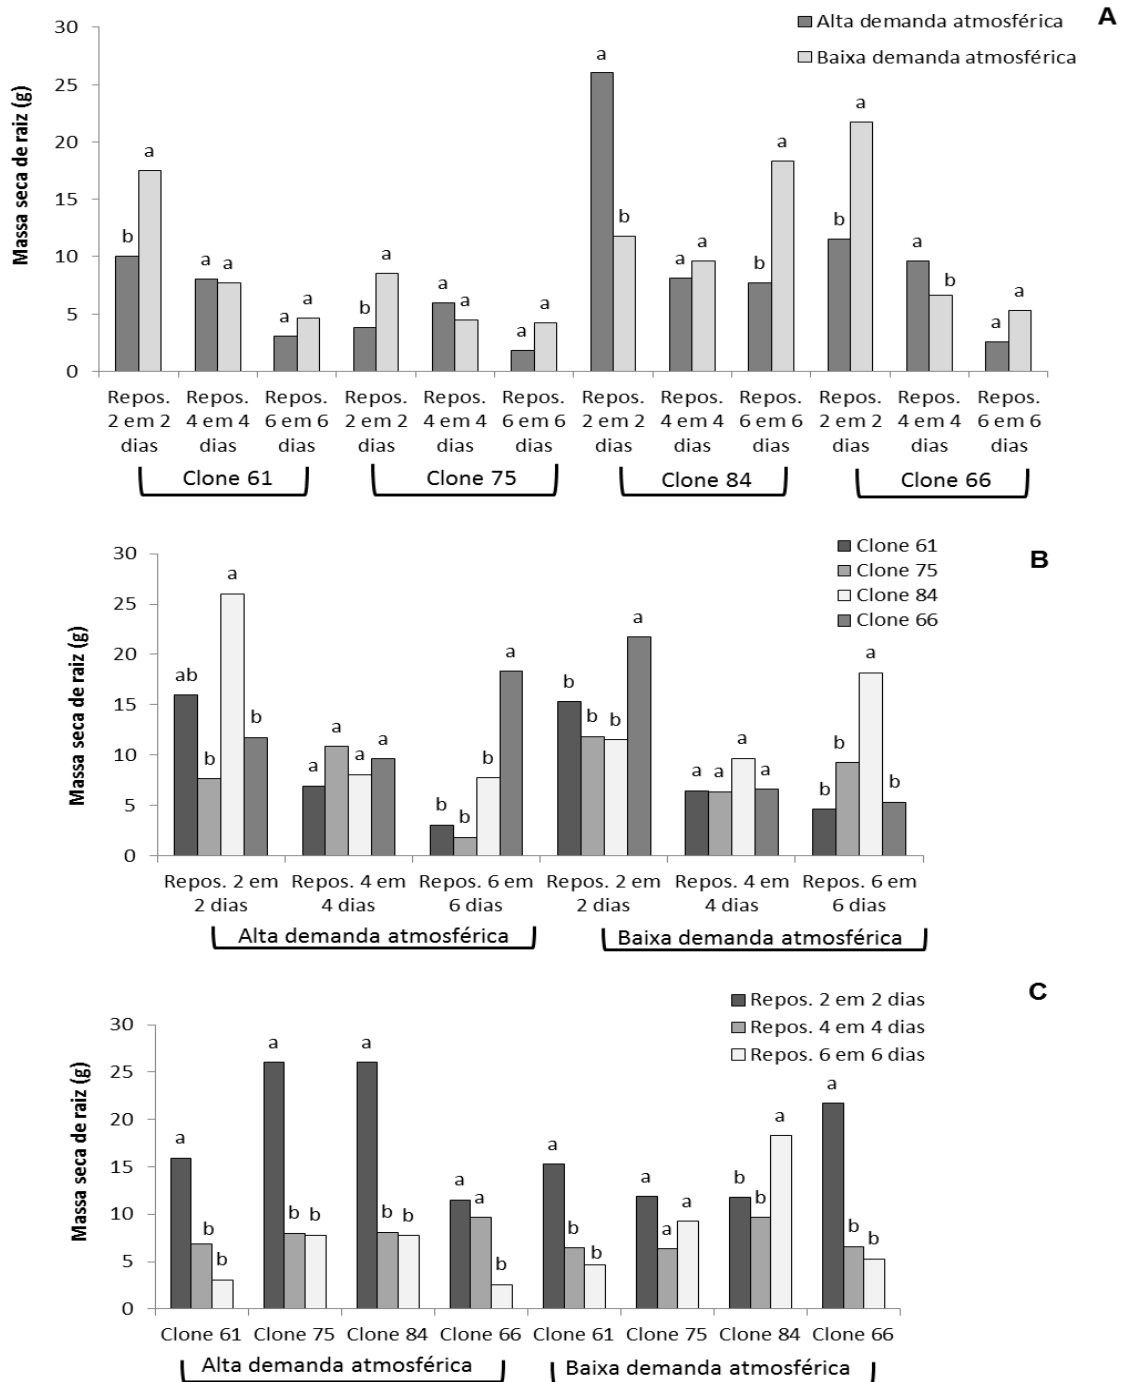 A
Alta demanda atmosférica
Baixa demanda atmosférica
Massa seca de raiz (g)
30
25
20
15
10
5
0
b a a a a a b a a a a a a b a a b a b a a b a a
Repos. 2 em 2 dias
Repos. 4 em 4 dias
Repos. 6 em 6 dias
Repos. 2 em 2 dias
Repos. 4 em 4 dias
Repos. 6 em 6 dias
Repos. 2 em 2 dias
Repos. 4 em 4 dias
Repos. 6 em 6 dias
Repos. 2 em 2 dias
Repos. 4 em 4 dias
Repos. 6 em 6 dias
Clone 61
Clone 75
Clone 84
Clone 66
B
Clone 61
Clone 75
Clone 84
Clone 66
Massa seca de raiz (g)
30
25
20
15
10
5
0
ab b a b a a a a b b b a b b b a a a a a b b a b
Repos. 2 em 2 dias
Repos. 4 em 4 dias
Repos. 6 em 6 dias
Repos. 2 em 2 dias
Repos. 4 em 4 dias
Repos. 6 em 6 dias
Alta demanda atmosférica
Baixa demanda atmosférica
C
Repos. 2 em 2 dias
Repos. 4 em 4 dias
Repos. 6 em 6 dias
Massa seca de raiz (g)
30
25
20
15
10
5
0
a b b a b b a b b a a b a b b a a a b b a a b b
Clone 61
Clone 75
Clone 84
Clone 66
Clone 61
Clone 75
Clone 84
Clone 66
Alta demanda atmosférica
Baixa demanda atmosférica